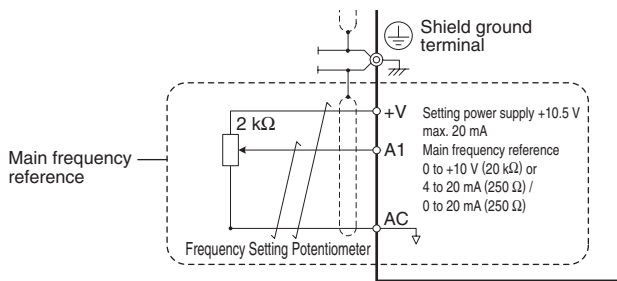 Shield ground
terminal
+V
Setting power supply +10.5 V
max. 20 mA
2 kΩ
A1
Main frequency reference
0 to +10 V (20 kΩ) or
4 to 20 mA (250 Ω) /
0 to 20 mA (250 Ω)
Main frequency
reference
AC
Frequency Setting Potentiometer